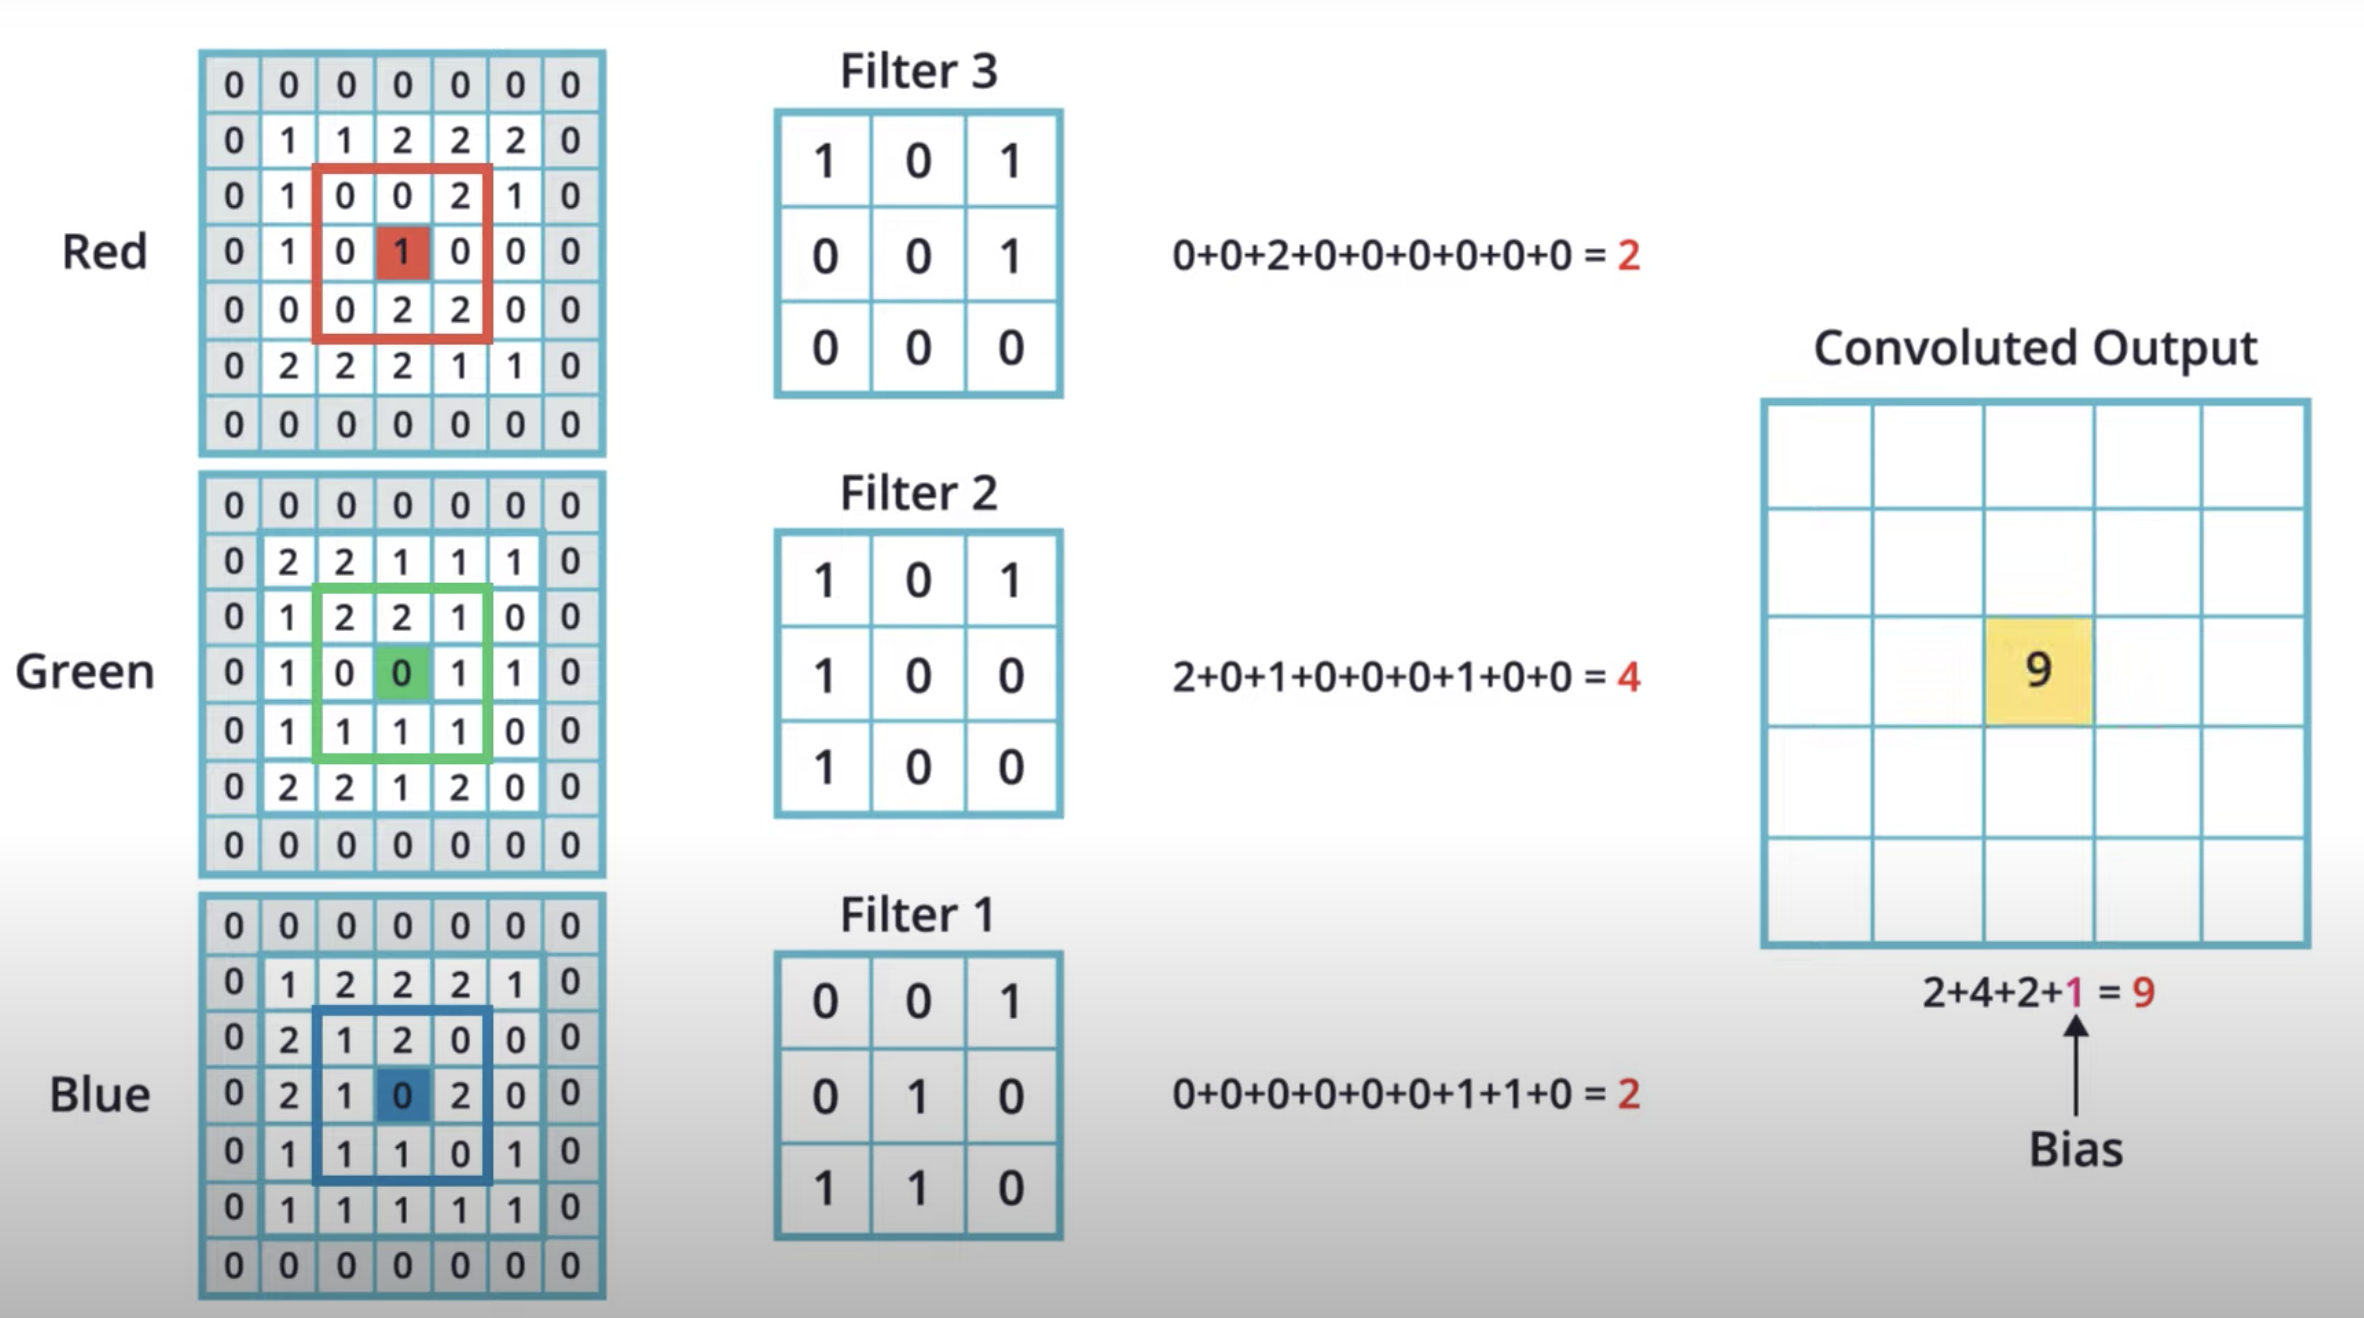 Red
0 0 0 0 0 0 0
0 1 1 2 2 2 0
0 1 0 0 2 1 0
0 1 0 1 0 0 0
0 0 0 2 2 0 0
0 2 2 2 1 1 0
0 0 0 0 0 0 0
Filter 3
1 0 1
0 0 1
0 0 0
0+0+2+0+0+0+0+0+0 = 2
Green
0 0 0 0 0 0 0
0 2 2 1 1 1 0
0 1 2 2 1 0 0
0 1 0 0 1 1 0
0 1 1 1 1 0 0
0 2 2 1 2 0 0
0 0 0 0 0 0 0
Filter 2
1 0 1
1 0 0
1 0 0
2+0+1+0+0+0+1+0+0 = 4
Blue
0 0 0 0 0 0 0
0 1 2 2 2 1 0
0 2 1 2 0 0 0
0 2 1 0 2 0 0
0 1 1 1 0 1 0
0 1 1 1 1 1 0
0 0 0 0 0 0 0
Filter 1
0 0 1
0 1 0
1 1 0
0+0+0+0+0+0+1+1+0 = 2
Convoluted Output
9
2+4+2+1 = 9
Bias